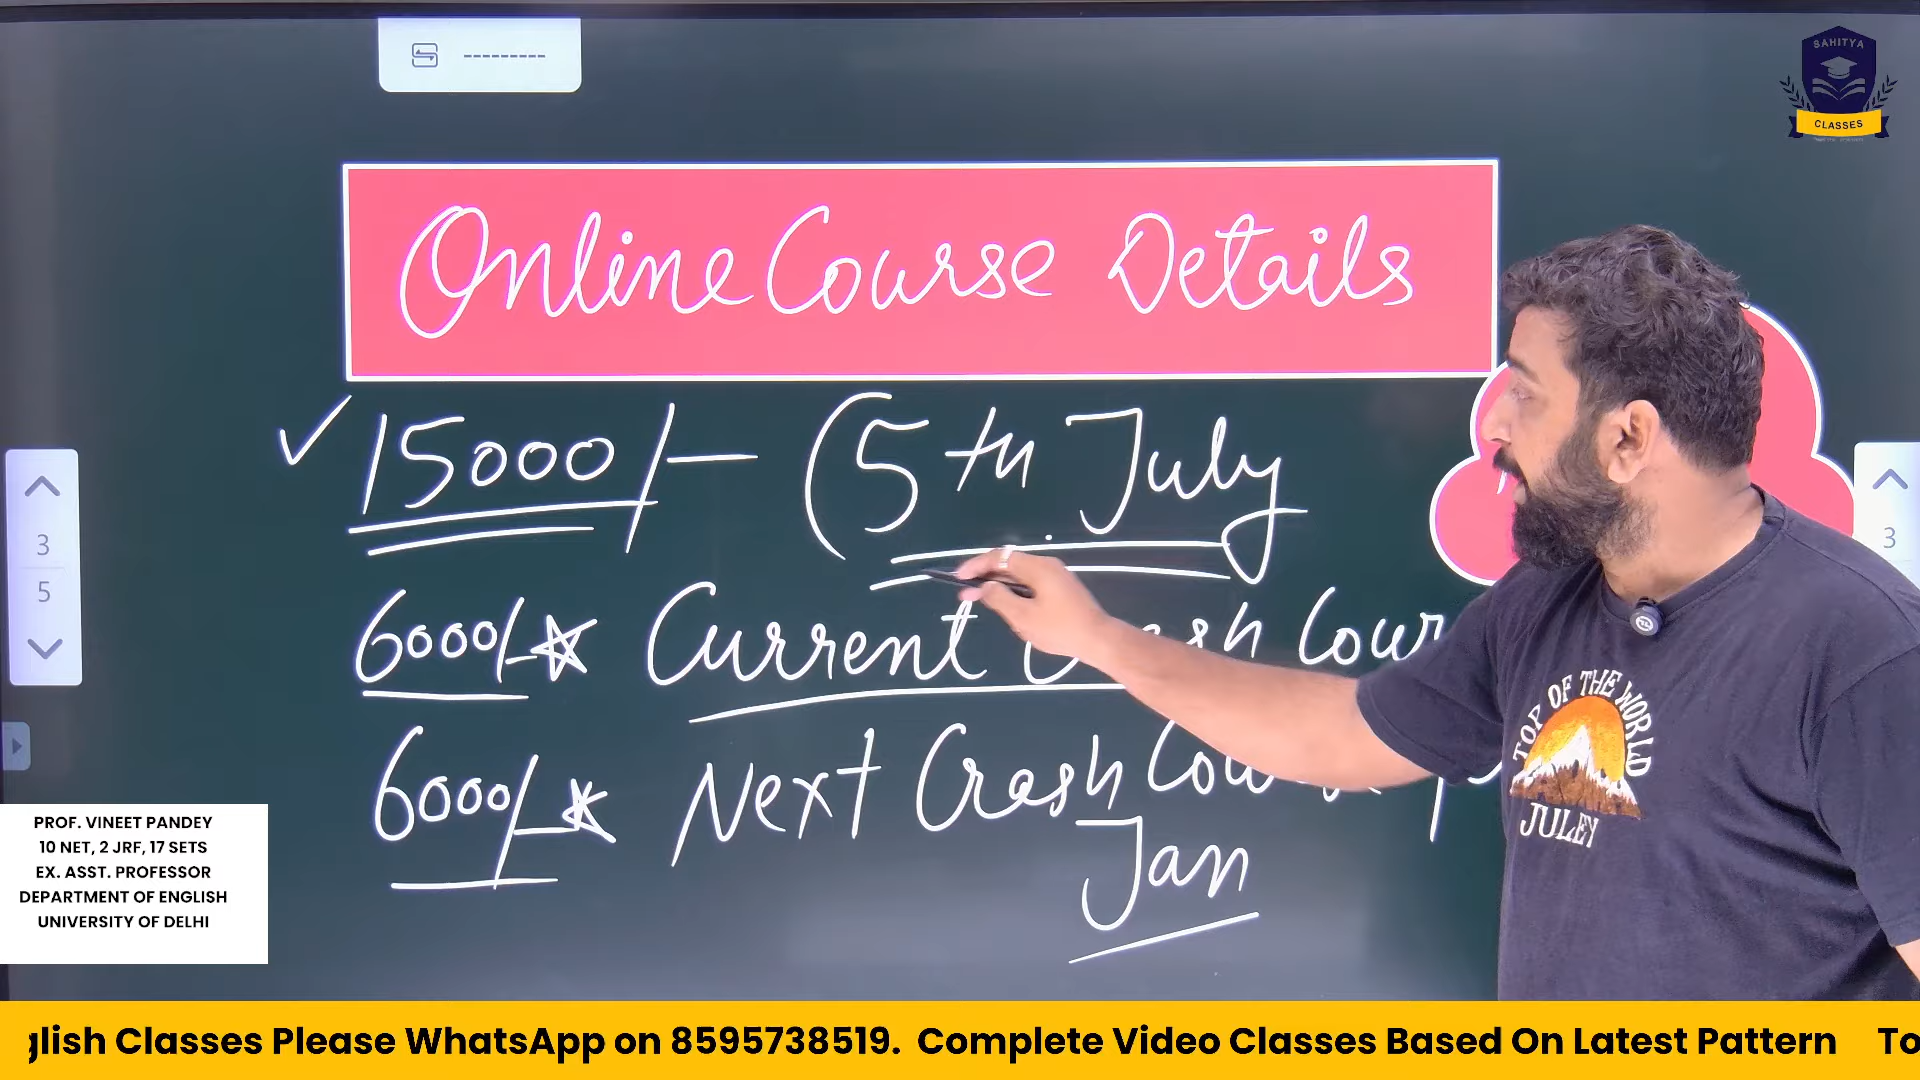 SAHITYA
CLASSES
Online Course Details
✓ 15000/- (5th July
6000/- ☆ Current Crash
6000/- ☆ Next Crash
Jan
3
5
3
TOP OF THE WORLD
JULEY
PROF. VINEET PANDEY
10 NET, 2 JRF, 17 SETS
EX. ASST. PROFESSOR
DEPARTMENT OF ENGLISH
UNIVERSITY OF DELHI
glish Classes Please WhatsApp on 8595738519. Complete Video Classes Based On Latest Pattern To